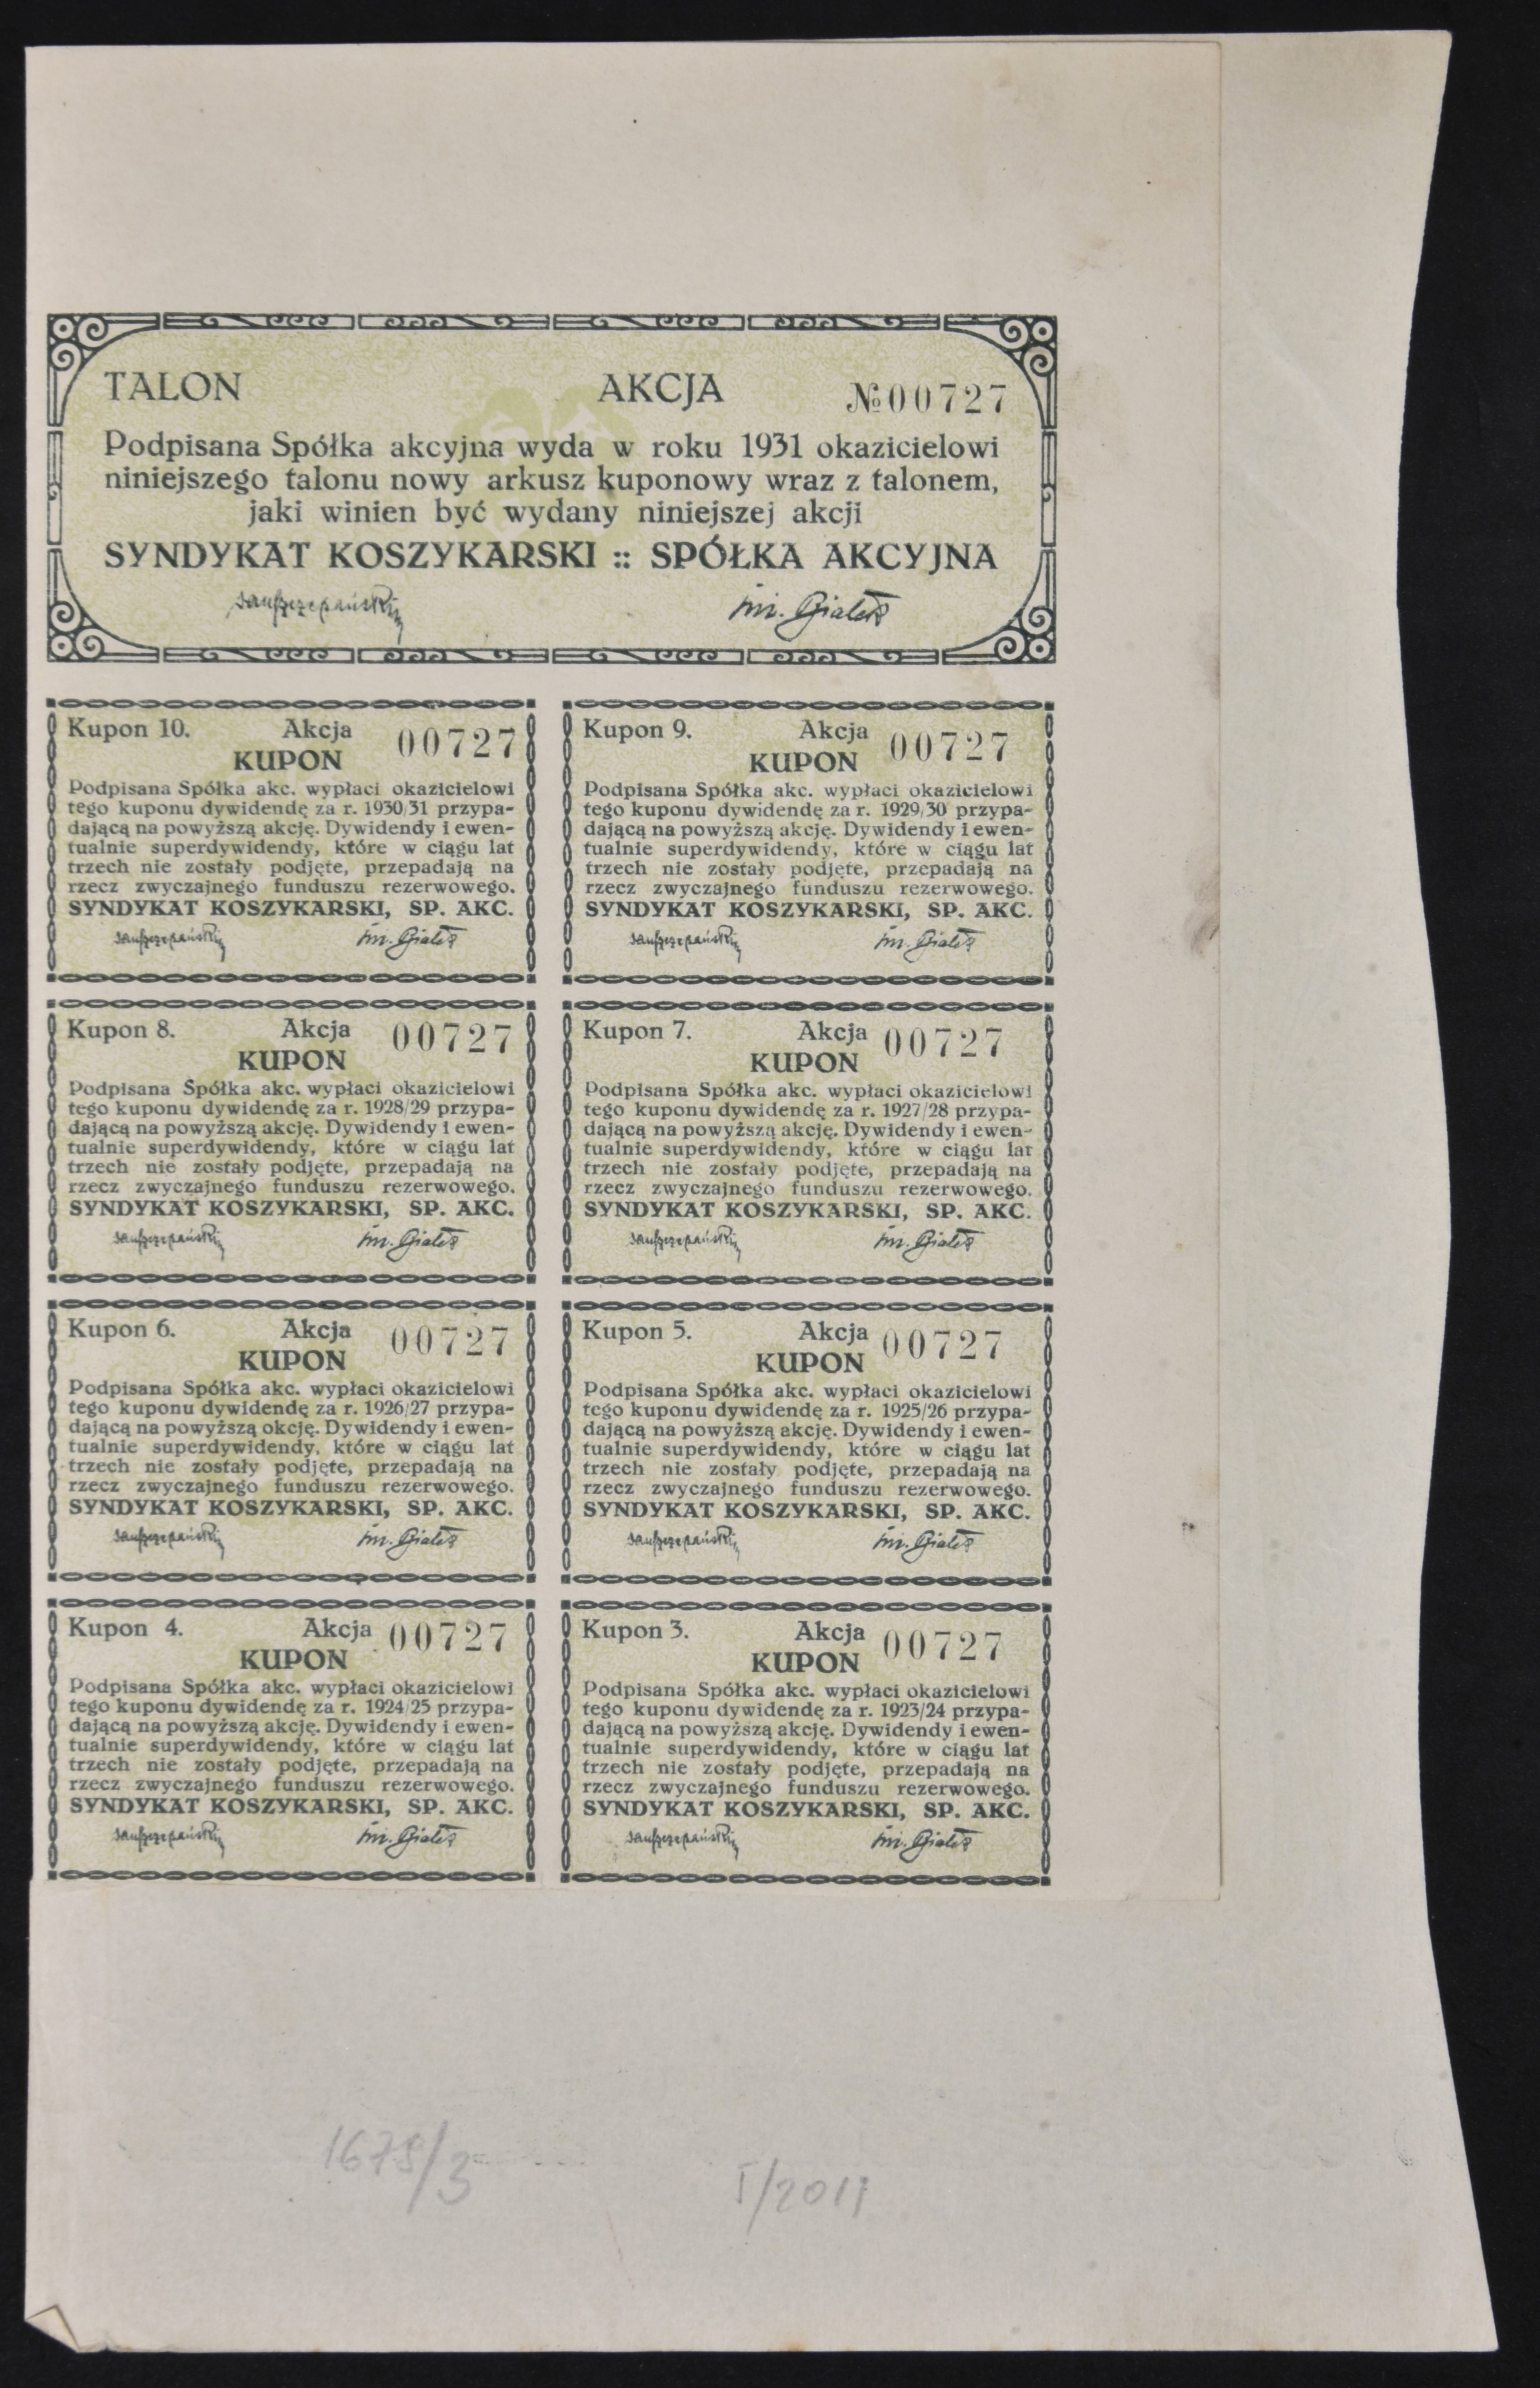 TALON AKCJA №00727
Podpisana Spółka akcyjna wyda w roku 1931 okazicielowi
niniejszego talonu nowy arkusz kuponowy wraz z talonem,
jaki winien być wydany niniejszej akcji
SYNDYKAT KOSZYKARSKI :: SPÓŁKA AKCYJNA
Kupon 10. Akcja 00727
KUPON
Podpisana Spółka akc. wypłaci okazicielowi
tego kuponu dywidendę za r. 1930/31 przypa-
dającą na powyższą akcję. Dywidendy i ewen-
tualnie superdywidendy, które w ciągu lat
trzech nie zostały podjęte, przepadają na
rzecz zwyczajnego funduszu rezerwowego.
SYNDYKAT KOSZYKARSKI, SP. AKC.
Kupon 9. Akcja 00727
KUPON
Podpisana Spółka akc. wypłaci okazicielowi
tego kuponu dywidendę za r. 1929/30 przypa-
dającą na powyższą akcję. Dywidendy i ewen-
tualnie superdywidendy, które w ciągu lat
trzech nie zostały podjęte, przepadają na
rzecz zwyczajnego funduszu rezerwowego.
SYNDYKAT KOSZYKARSKI, SP. AKC.
Kupon 8. Akcja 00727
KUPON
Podpisana Spółka akc. wypłaci okazicielowi
tego kuponu dywidendę za r. 1928/29 przypa-
dającą na powyższą akcję. Dywidendy i ewen-
tualnie superdywidendy, które w ciągu lat
trzech nie zostały podjęte, przepadają na
rzecz zwyczajnego funduszu rezerwowego.
SYNDYKAT KOSZYKARSKI, SP. AKC.
Kupon 7. Akcja 00727
KUPON
Podpisana Spółka akc. wypłaci okazicielowi
tego kuponu dywidendę za r. 1927/28 przypa-
dającą na powyższą akcję. Dywidendy i ewen-
tualnie superdywidendy, które w ciągu lat
trzech nie zostały podjęte, przepadają na
rzecz zwyczajnego funduszu rezerwowego.
SYNDYKAT KOSZYKARSKI, SP. AKC.
Kupon 6. Akcja 00727
KUPON
Podpisana Spółka akc. wypłaci okazicielowi
tego kuponu dywidendę za r. 1926/27 przypa-
dającą na powyższą okcję. Dywidendy i ewen-
tualnie superdywidendy, które w ciągu lat
trzech nie zostały podjęte, przepadają na
rzecz zwyczajnego funduszu rezerwowego.
SYNDYKAT KOSZYKARSKI, SP. AKC.
Kupon 5. Akcja 00727
KUPON
Podpisana Spółka akc. wypłaci okazicielowi
tego kuponu dywidendę za r. 1925/26 przypa-
dającą na powyższą akcję. Dywidendy i ewen-
tualnie superdywidendy, które w ciągu lat
trzech nie zostały podjęte, przepadają na
rzecz zwyczajnego funduszu rezerwowego.
SYNDYKAT KOSZYKARSKI, SP. AKC.
Kupon 4. Akcja 00727
KUPON
Podpisana Spółka akc. wypłaci okazicielowi
tego kuponu dywidendę za r. 1924/25 przypa-
dającą na powyższą akcję. Dywidendy i ewen-
tualnie superdywidendy, które w ciągu lat
trzech nie zostały podjęte, przepadają na
rzecz zwyczajnego funduszu rezerwowego.
SYNDYKAT KOSZYKARSKI, SP. AKC.
Kupon 3. Akcja 00727
KUPON
Podpisana Spółka akc. wypłaci okazicielowi
tego kuponu dywidendę za r. 1923/24 przypa-
dającą na powyższą akcję. Dywidendy i ewen-
tualnie superdywidendy, które w ciągu lat
trzech nie zostały podjęte, przepadają na
rzecz zwyczajnego funduszu rezerwowego.
SYNDYKAT KOSZYKARSKI, SP. AKC.
I/2011